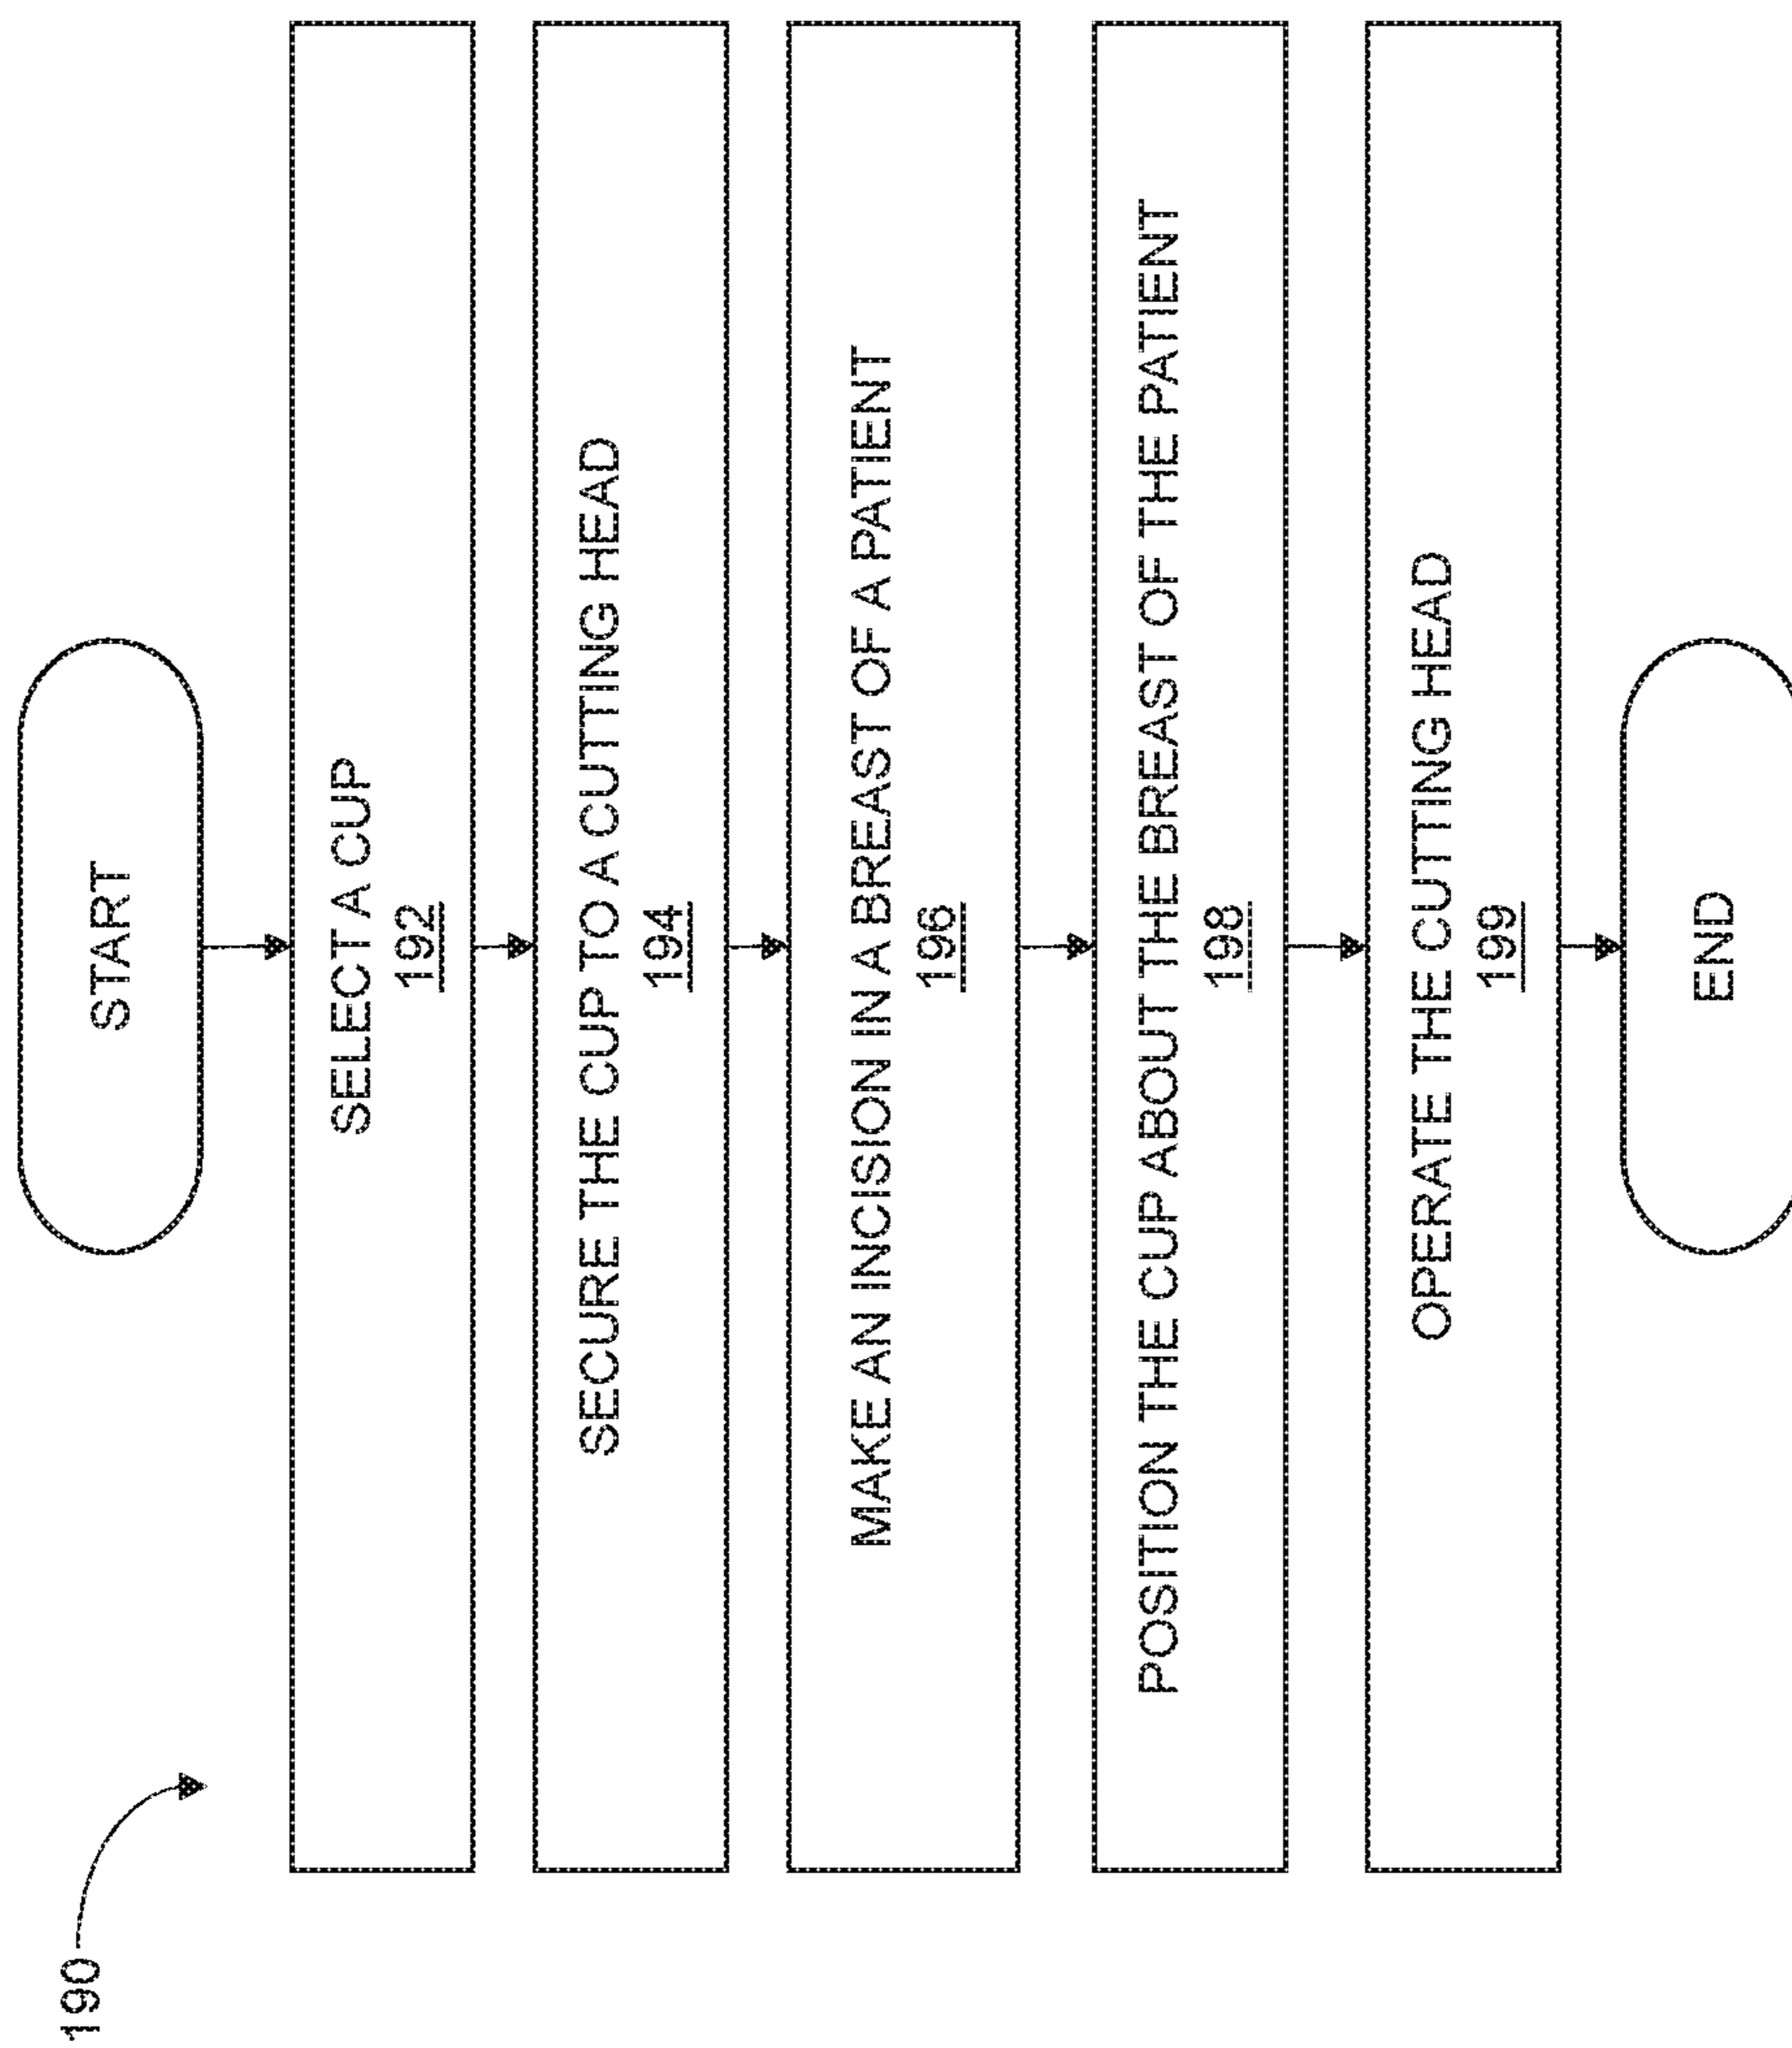 190
START
SELECT A CUP
192
SECURE THE CUP TO A CUTTING HEAD
194
MAKE AN INCISION IN A BREAST OF A PATIENT
196
POSITION THE CUP ABOUT THE BREAST OF THE PATIENT
198
OPERATE THE CUTTING HEAD
199
END